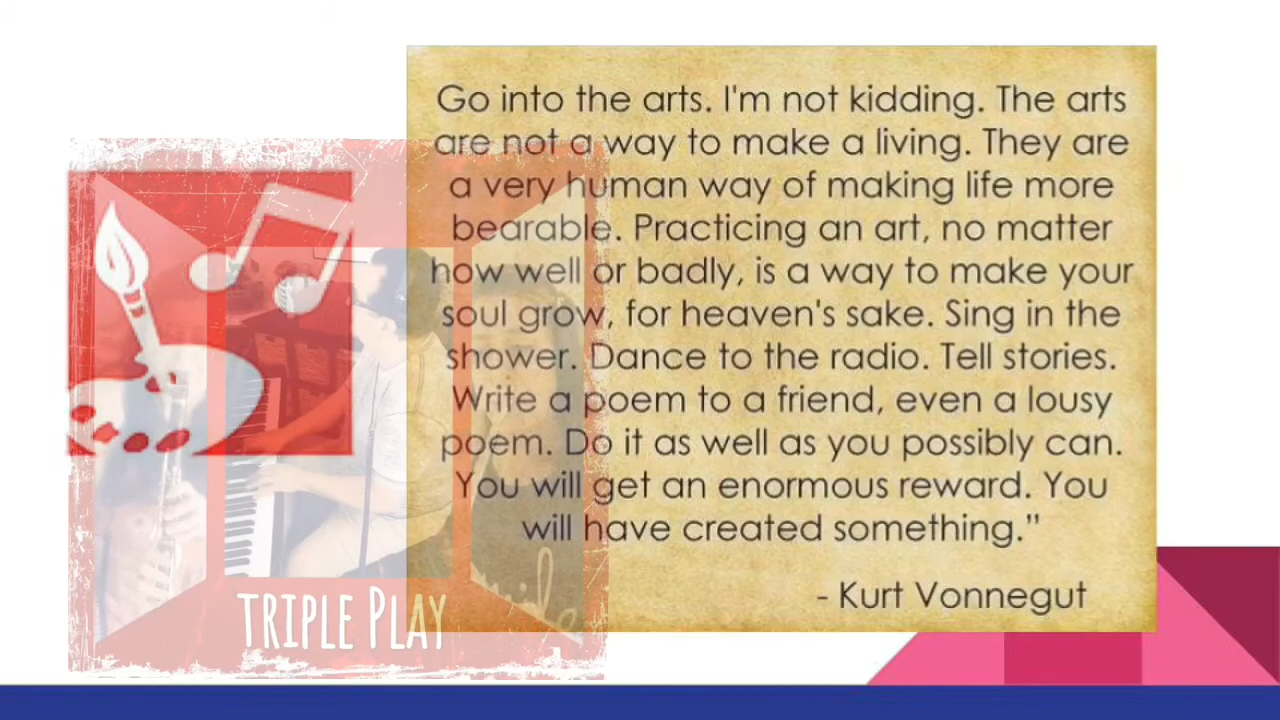 Go into the arts. I'm not kidding. The arts
are not a way to make a living. They are
a very human way of making life more
bearable. Practicing an art, no matter
how well or badly, is a way to make your
soul grow, for heaven's sake. Sing in the
shower. Dance to the radio. Tell stories.
Write a poem to a friend, even a lousy
poem. Do it as well as you possibly can.
You will get an enormous reward. You
will have created something.”
- Kurt Vonnegut
TRIPLE PLAY